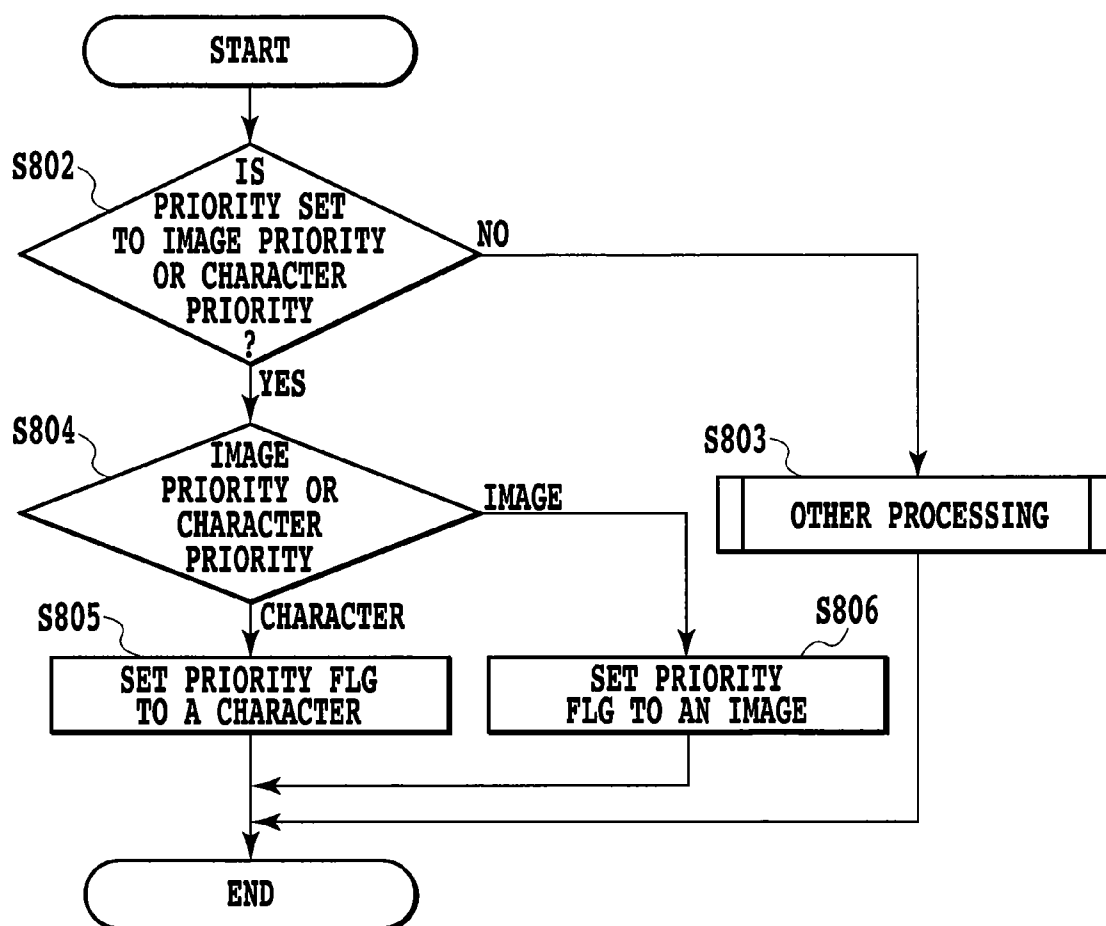 START
S802
IS
PRIORITY SET
TO IMAGE PRIORITY
OR CHARACTER
PRIORITY
?
NO
YES
S804
IMAGE
PRIORITY OR
CHARACTER
PRIORITY
IMAGE
S803
OTHER PROCESSING
CHARACTER
S805
SET PRIORITY FLG
TO A CHARACTER
S806
SET PRIORITY
FLG TO AN IMAGE
END